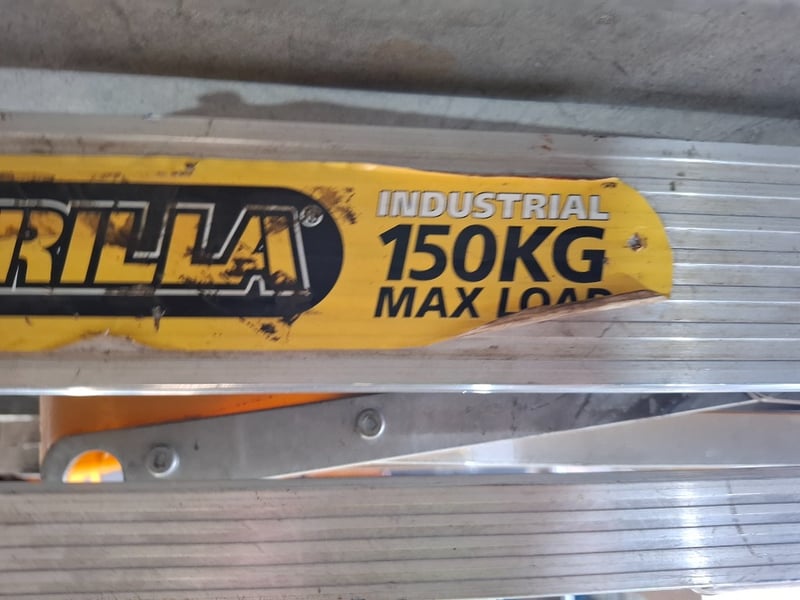 RILLA®
INDUSTRIAL
150KG
MAX LOAD